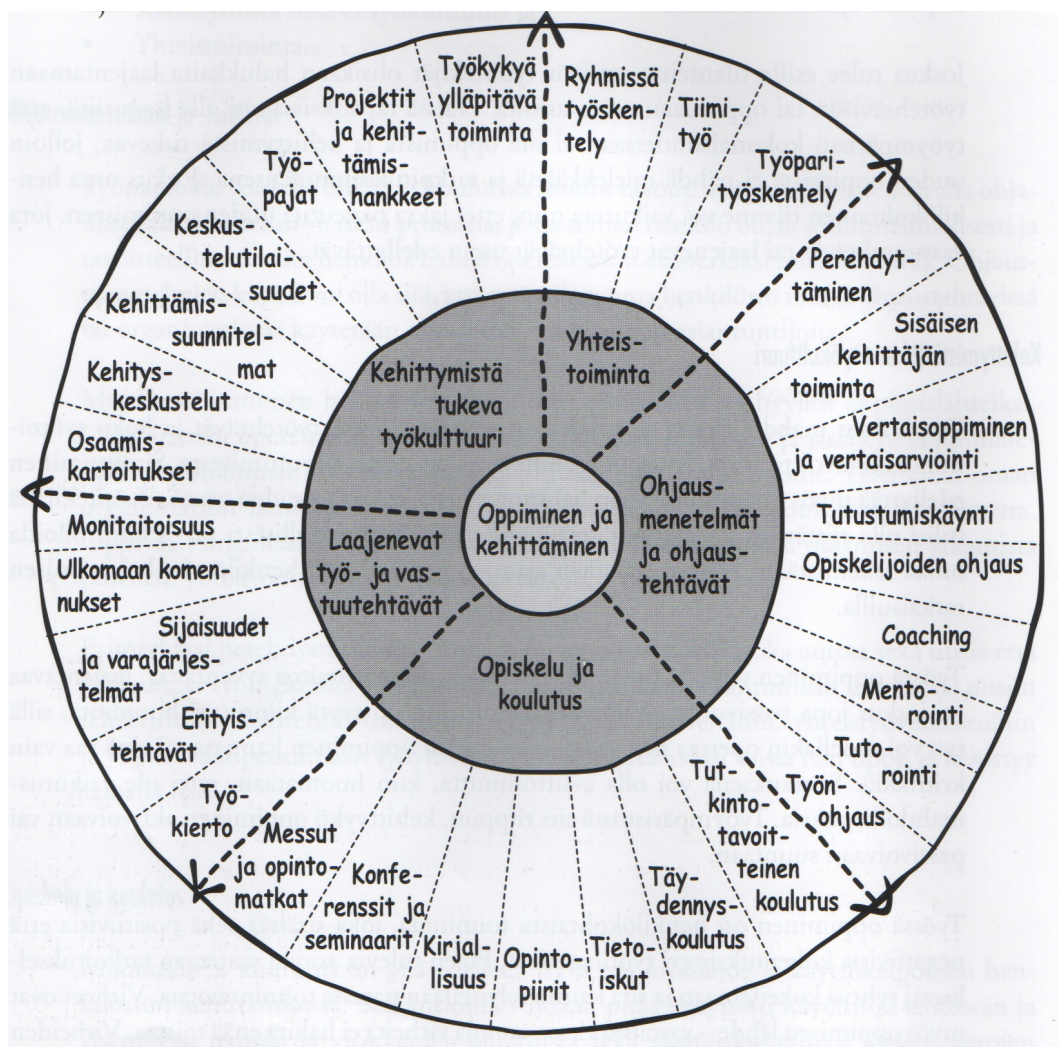 Työkykyä
ylläpitävä
toiminta
Ryhmissä
työsken-
tely
Tiimi-
työ
Työpari-
työskentely
Perehdyt-
täminen
Sisäisen
kehittäjän
toiminta
Vertaisoppiminen
ja vertaisarviointi
Tutustumiskäynti
Opiskelijoiden ohjaus
Coaching
Mento-
rointi
Tuto-
rointi
Työn-
ohjaus
Tut
kinto-
tavoit-
teinen
koulutus
Täy-
dennys-
koulutus
Tieto-
iskut
Opinto-
piirit
Kirjal-
lisuus
Konfe-
renssit ja
seminaarit
Messut
ja opinto-
matkat
Työ-
kierto
Erityis-
tehtävät
Sijaisuudet
ja varajärjes-
telmät
Ulkomaan komen
nukset
Monitaitoisuus
Osaamis-
kartoitukset
Kehitys-
keskustelut
Kehittämis
suunnitel-
mat
Keskus-
telutilai-
suudet
Työ-
pajat
Projektit
ja kehit-
tämis-
hankkeet
Kehittymistä
tukeva
työkulttuuri
Yhteis-
toiminta
Ohjaus-
menetelmät
ja ohjaus-
tehtävät
Opiskelu ja
koulutus
Laajenevat
työ- ja vas-
tuutehtävät
Oppiminen ja
kehittäminen